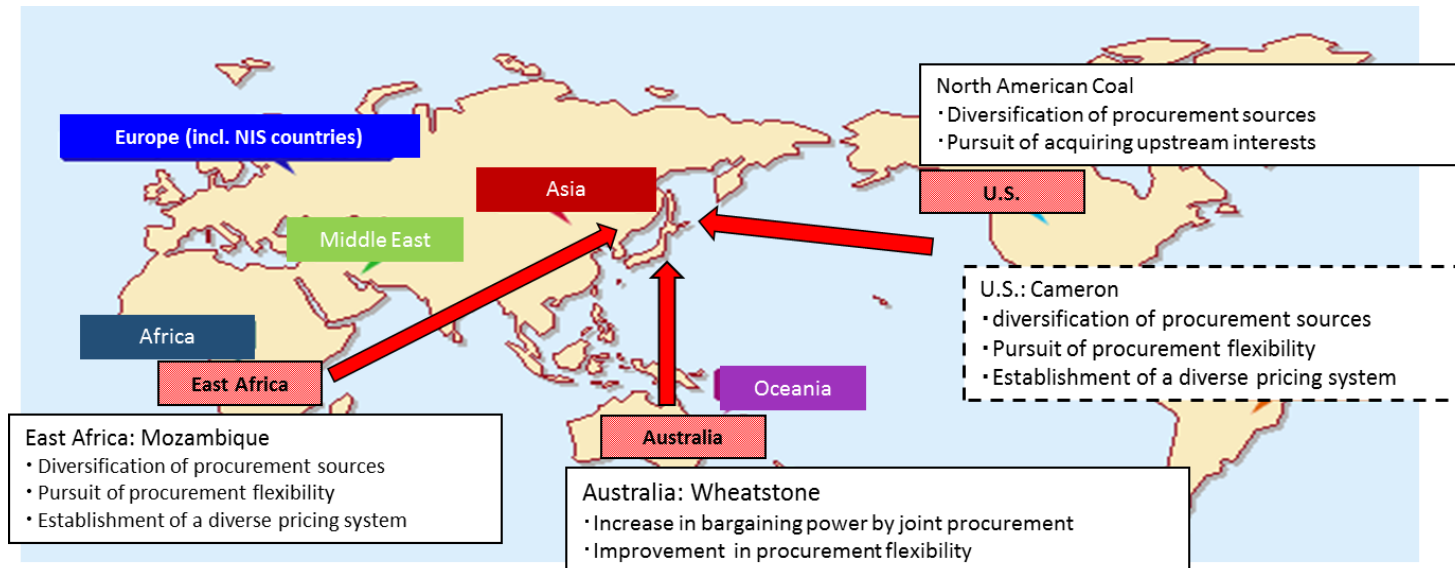 North American Coal
・Diversification of procurement sources
・Pursuit of acquiring upstream interests
Europe (incl. NIS countries)
Asia
U.S.
Middle East
U.S.: Cameron
・diversification of procurement sources
・Pursuit of procurement flexibility
・Establishment of a diverse pricing system
Africa
East Africa
Oceania
Australia
East Africa: Mozambique
・Diversification of procurement sources
・Pursuit of procurement flexibility
・Establishment of a diverse pricing system
Australia: Wheatstone
・Increase in bargaining power by joint procurement
・Improvement in procurement flexibility